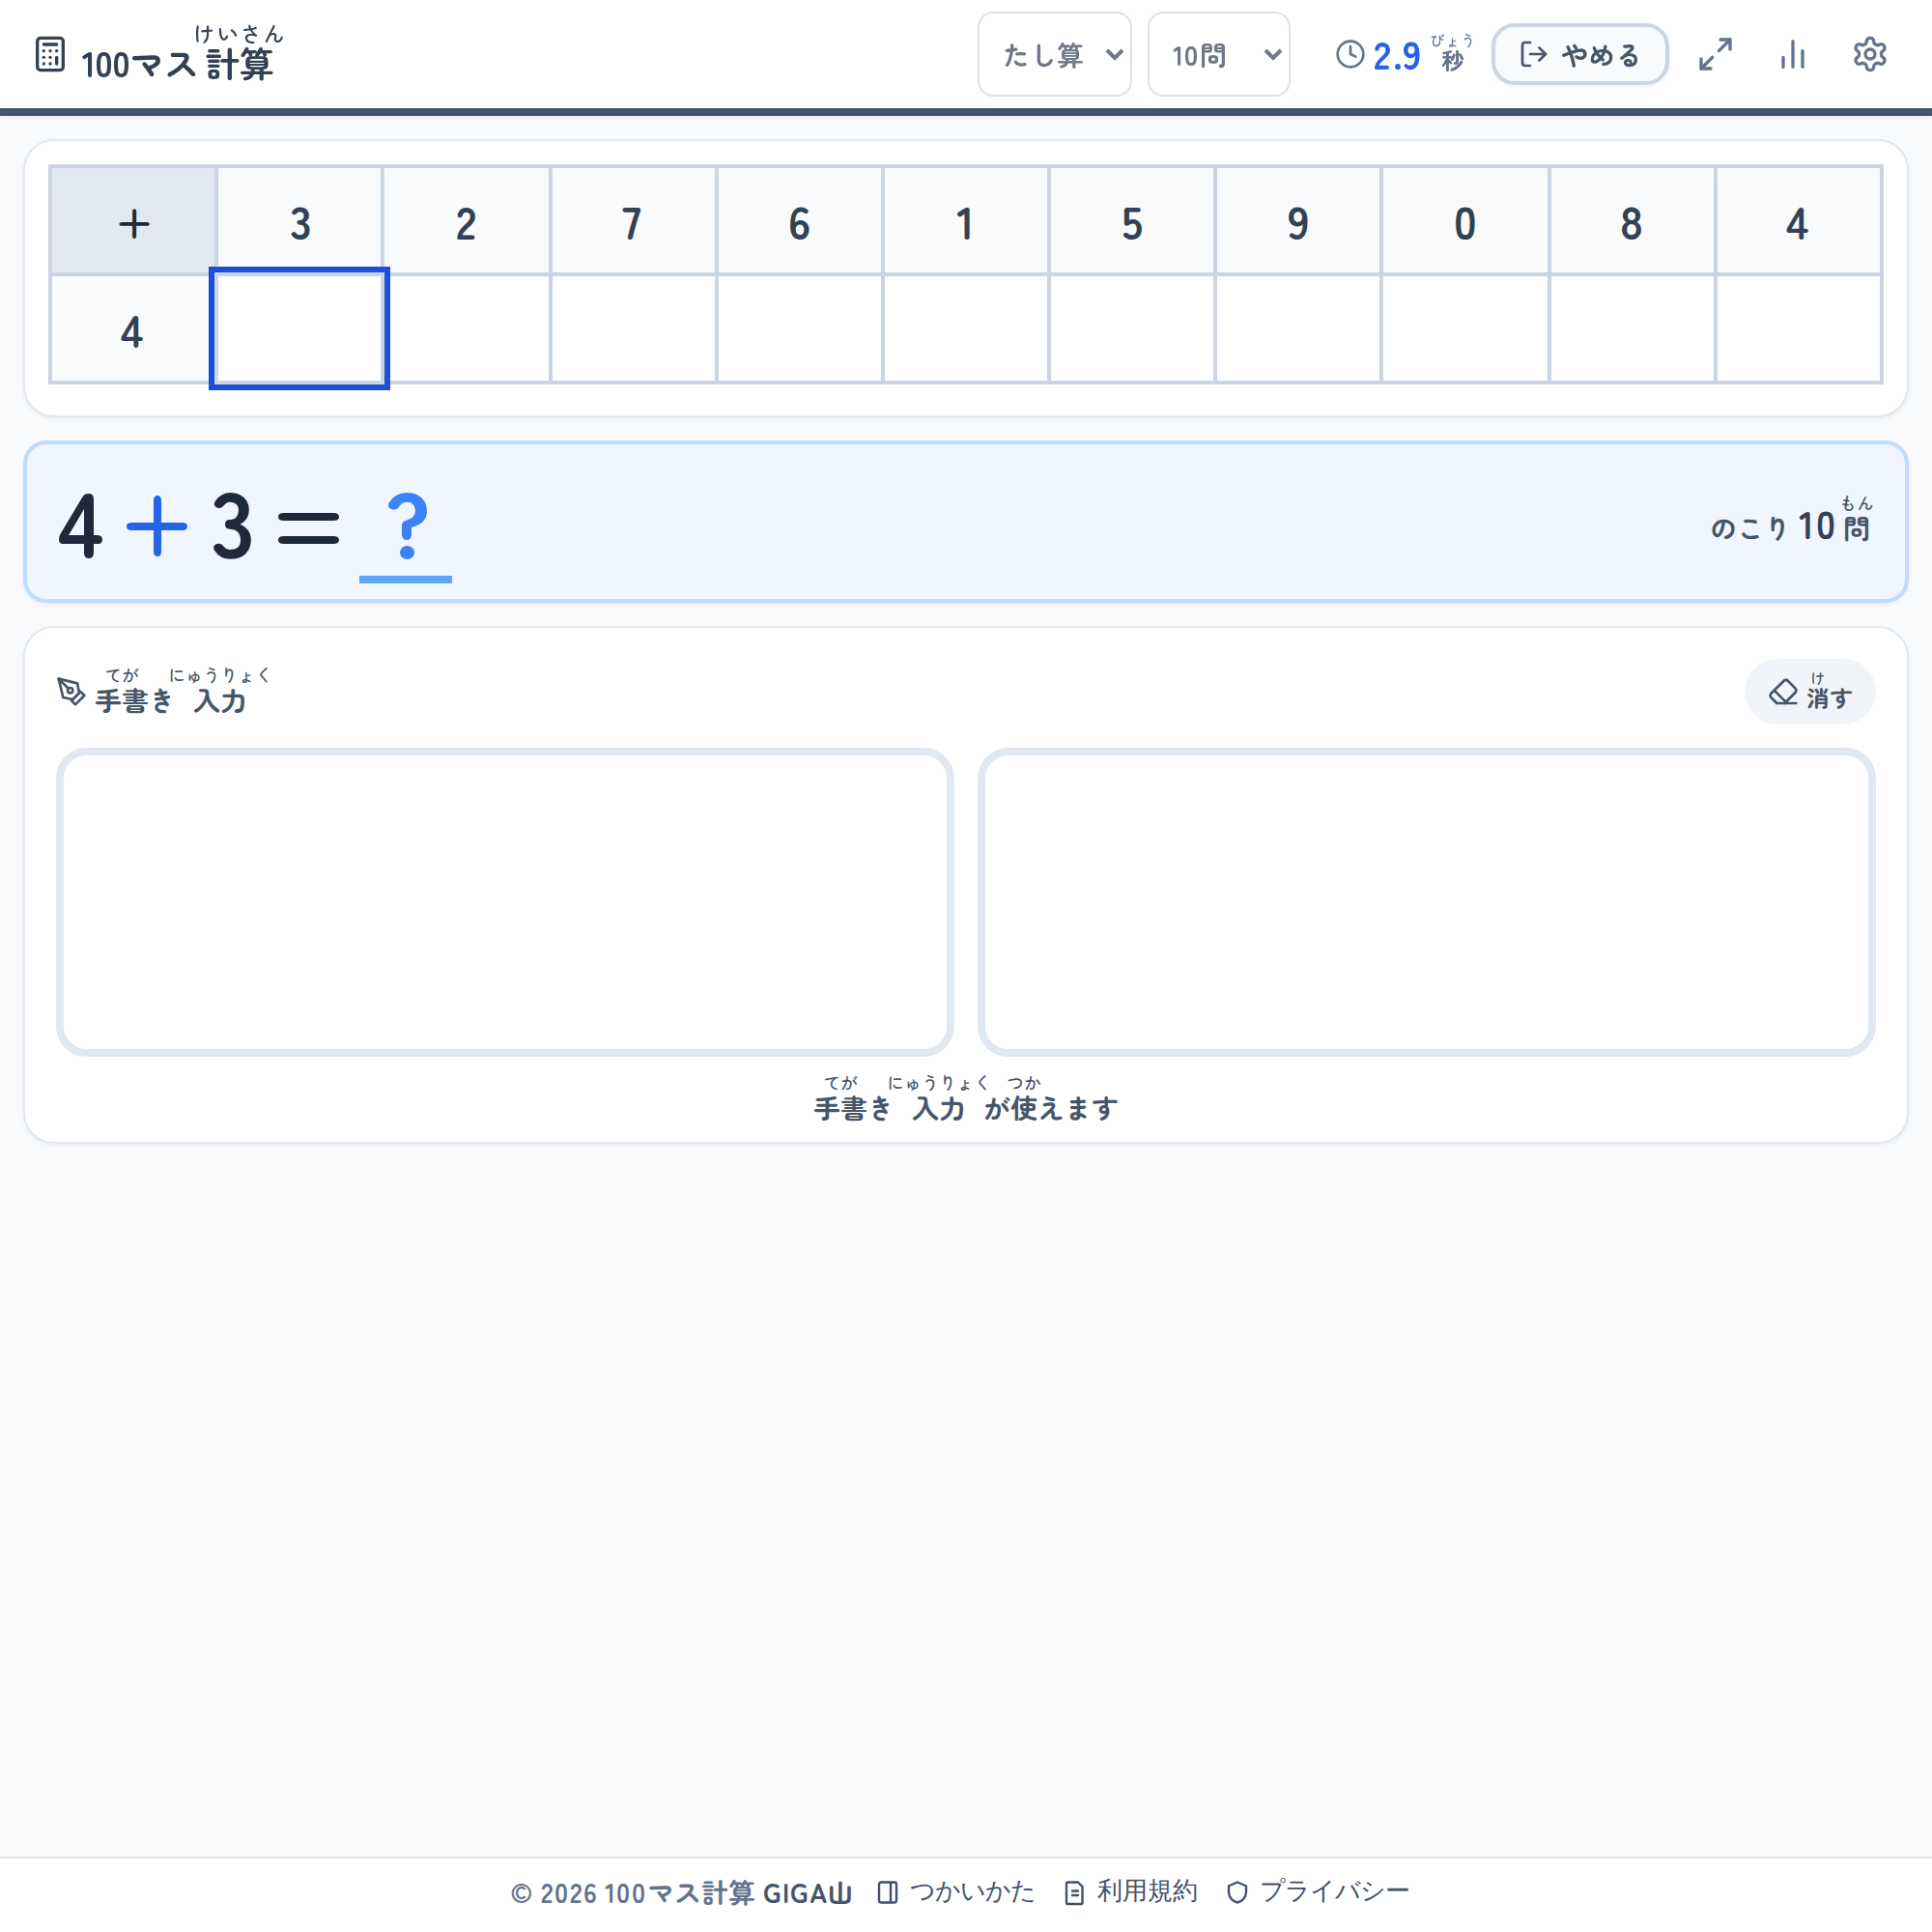 けいさん
100マス 計算
たし算 10問 2.9 びょう 秒 やめる
+ 3 2 7 6 1 5 9 0 8 4
4
4 + 3 = ?
もん
のこり 10 問
てが にゅうりょく
手書き 入力
け
消す
てが にゅうりょく つか
手書き 入力 が使えます
© 2026 100マス計算 GIGA山 つかいかた 利用規約 プライバシー